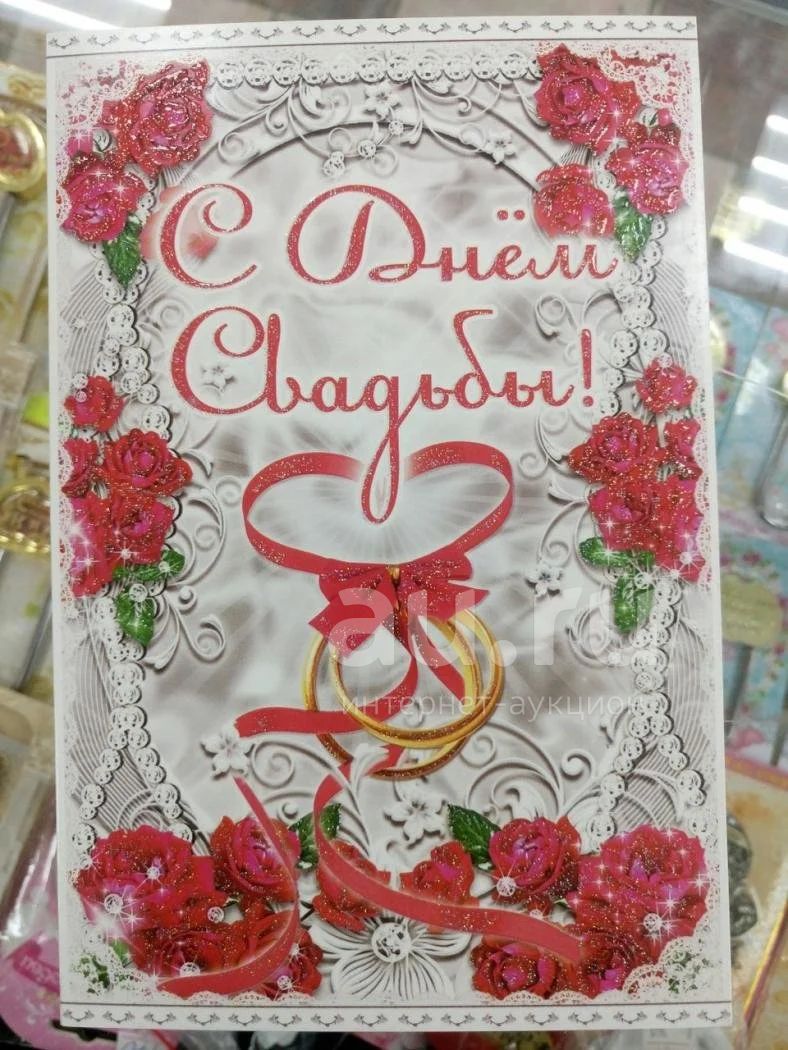 С Днём
Свадьбы!
au.ru
интернет-аукцион